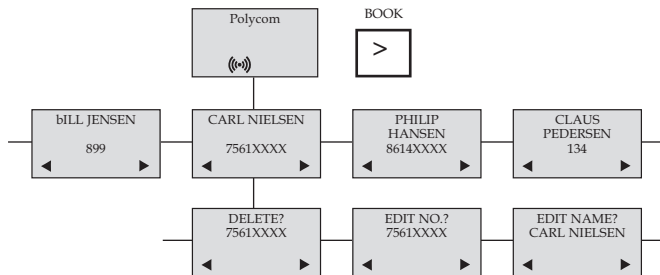 Polycom
BOOK
>
bILL JENSEN
899
CARL NIELSEN
7561XXXX
PHILIP
HANSEN
8614XXXX
CLAUS
PEDERSEN
134
DELETE?
7561XXXX
EDIT NO.?
7561XXXX
EDIT NAME?
CARL NIELSEN